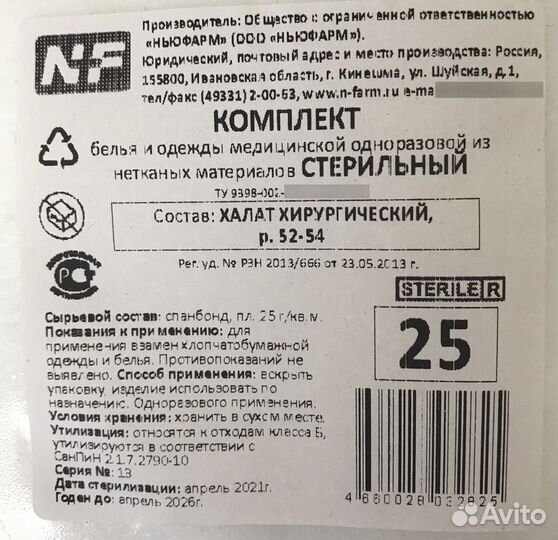 NF
Производитель: Общество с ограниченной ответственностью
«НЬЮФАРМ» (ООО «НЬЮФАРМ»).
Юридический, почтовый адрес и место производства: Россия,
155800, Ивановская область, г. Кинешма, ул. Шуйская, д.1,
тел/факс (49331) 2-00-63, www.n-farm.ru e-ma
КОМПЛЕКТ
белья и одежды медицинской одноразовой из
нетканых материалов СТЕРИЛЬНЫЙ
ТУ 9398-002-
Состав: ХАЛАТ ХИРУРГИЧЕСКИЙ,
р. 52-54
Рег. уд. № РЗН 2013/666 от 23.05.2013 г.
STERILE R
Сырьевой состав: спанбонд, пл. 25 г/кв.м.
Показания к применению: для
применения взамен хлопчатобумажной
одежды и белья. Противопоказаний не
выявлено. Способ применения: вскрыть
упаковку, изделие использовать по
назначению. Одноразового применения.
Условия хранения: хранить в сухом месте.
Утилизация: относятся к отходам класса Б,
утилизируются в соответствии с
СанПиН 2.1.7.2790-10
Серия №: 13
Дата стерилизации: апрель 2021г.
Годен до: апрель 2026г.
25
4 680028 032825
Avito